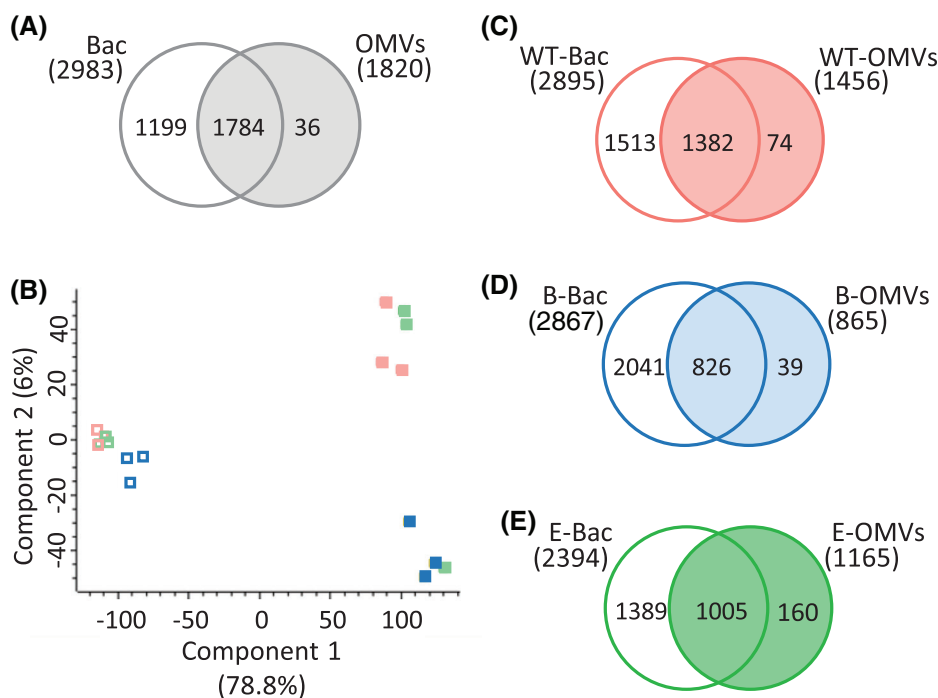 (A)
Bac
(2983)
OMVs
(1820)
1199
1784
36
(B)
Component 2 (6%)
40
20
0
-20
-40
-100
-50
0
50
100
Component 1
(78.8%)
(C)
WT-Bac
(2895)
WT-OMVs
(1456)
1513
1382
74
(D)
B-Bac
(2867)
B-OMVs
(865)
2041
826
39
(E)
E-Bac
(2394)
E-OMVs
(1165)
1389
1005
160